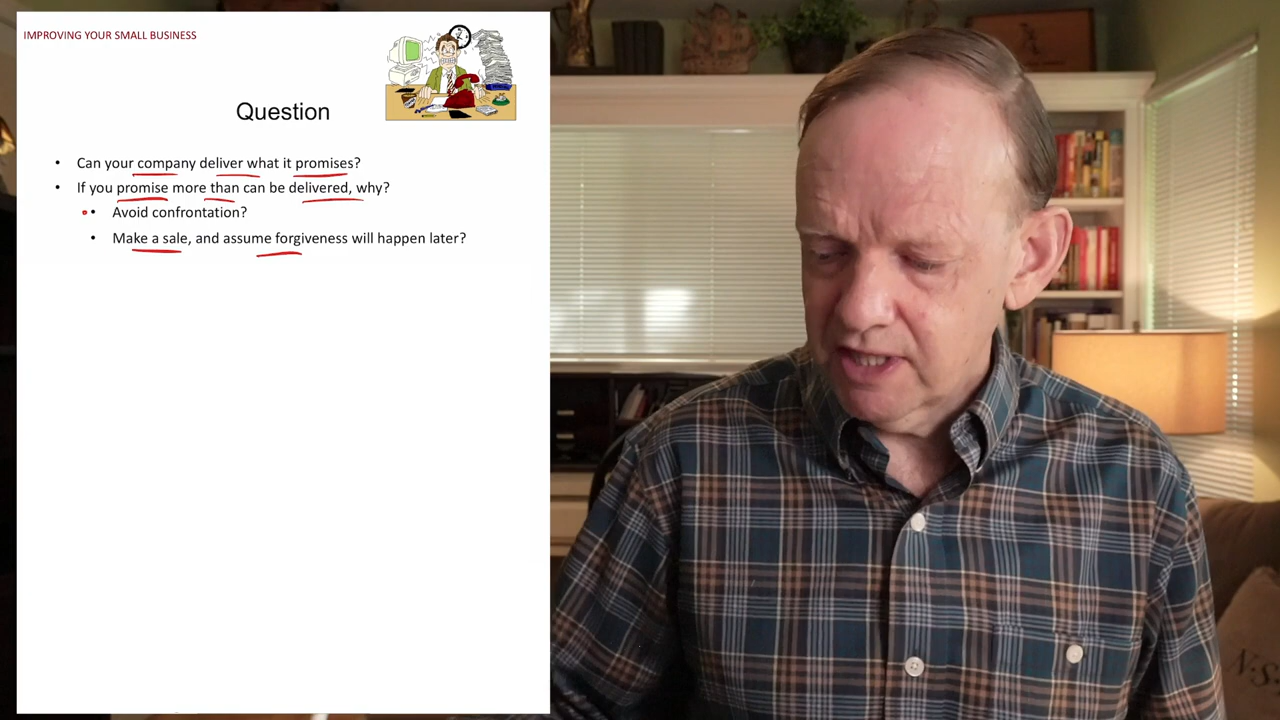 IMPROVING YOUR SMALL BUSINESS
Question
• Can your company deliver what it promises?
• If you promise more than can be delivered, why?
• Avoid confrontation?
• Make a sale, and assume forgiveness will happen later?